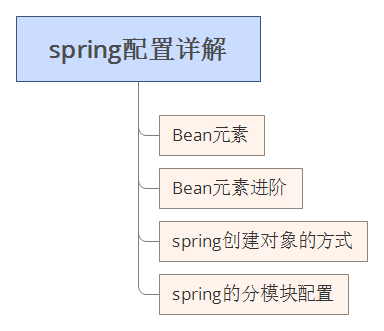 spring配置详解
Bean元素
Bean元素进阶
spring创建对象的方式
spring的分模块配置